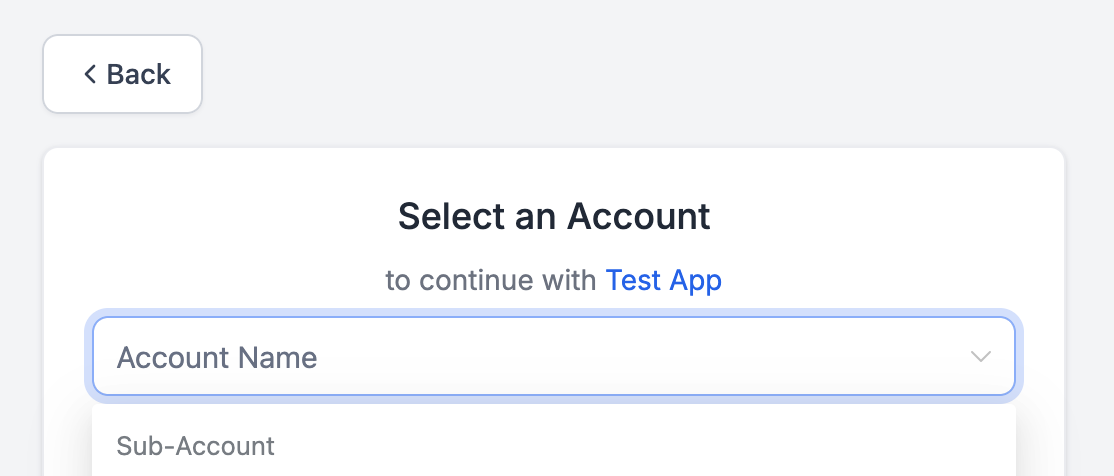 Back
Select an Account
to continue with Test App
Account Name
Sub-Account